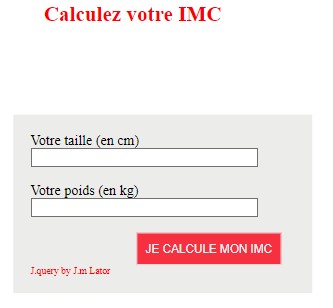 Calculez votre IMC
Votre taille (en cm)
Votre poids (en kg)
JE CALCULE MON IMC
J.query by J.m Lator